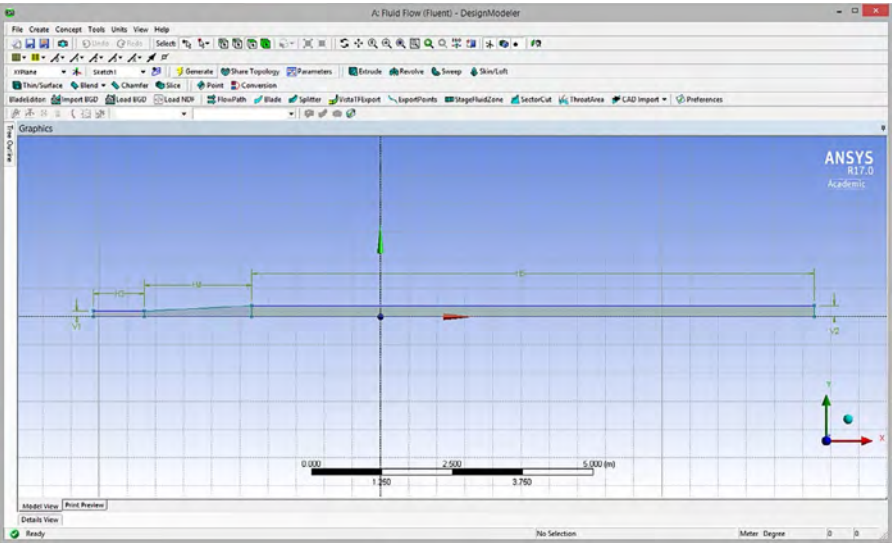 A: Fluid Flow (Fluent) - DesignModeler
File Create Concept Tools Units View Help
Undo Redo Select:
XYPlane Sketch1 Generate Share Topology Parameters Extrude Revolve Sweep Skin/Loft
Thin/Surface Blend Chamfer Slice Point Conversion
BladeEditor: Import BGD Load BGD Load NDF FlowPath Blade Splitter VistaTFExport ExportPoints StageFluidZone SectorCut ThroatArea CAD Import Preferences
Tree Outline
Graphics
ANSYS
R17.0
Academic
H3
V1
V2
Y
X
0.000 2.500 5.000 (m)
1.250 3.750
Model View Print Preview
Details View
Ready No Selection Meter Degree 0 0